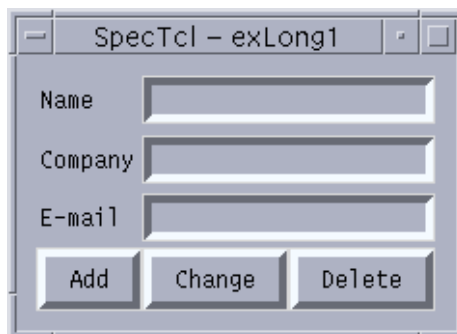 SpecTcl – exLong1
Name
Company
E-mail
Add Change Delete